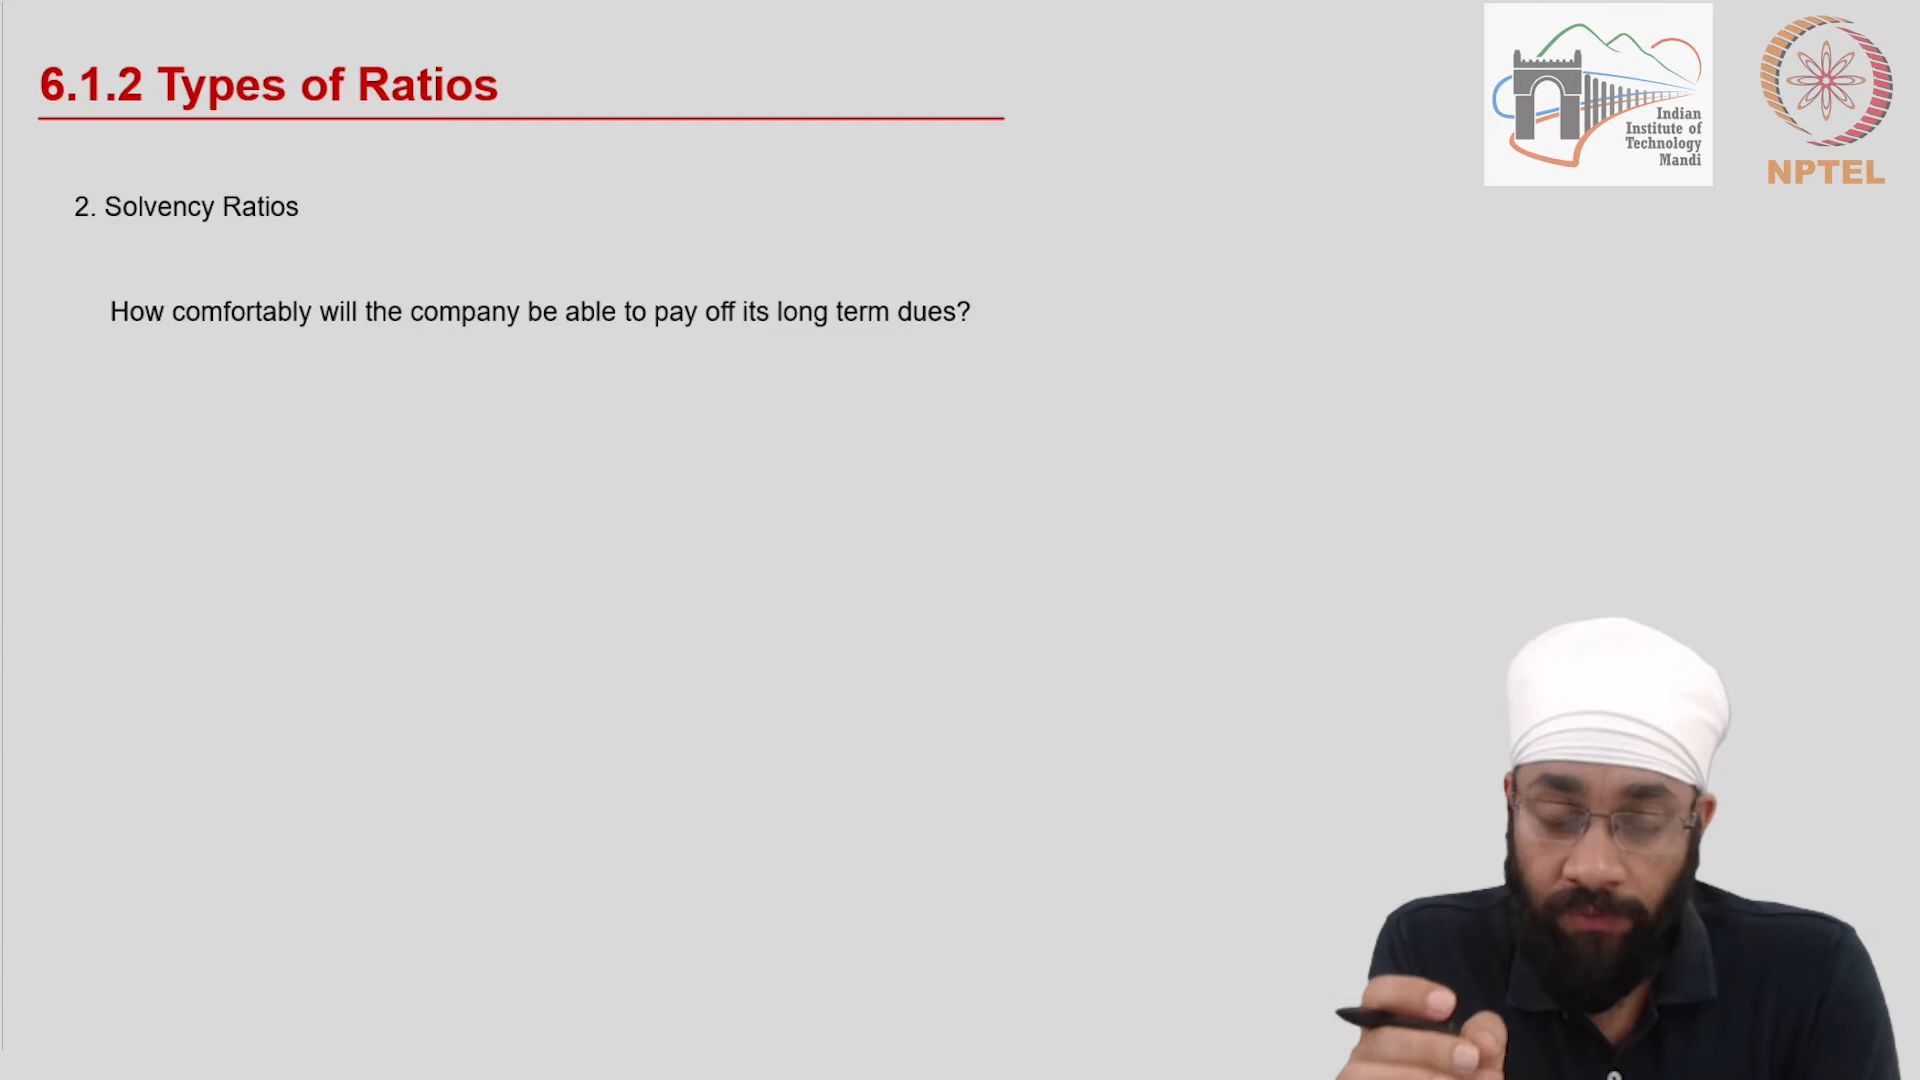 6.1.2 Types of Ratios
Indian
Institute of
Technology
Mandi
NPTEL
2. Solvency Ratios
How comfortably will the company be able to pay off its long term dues?